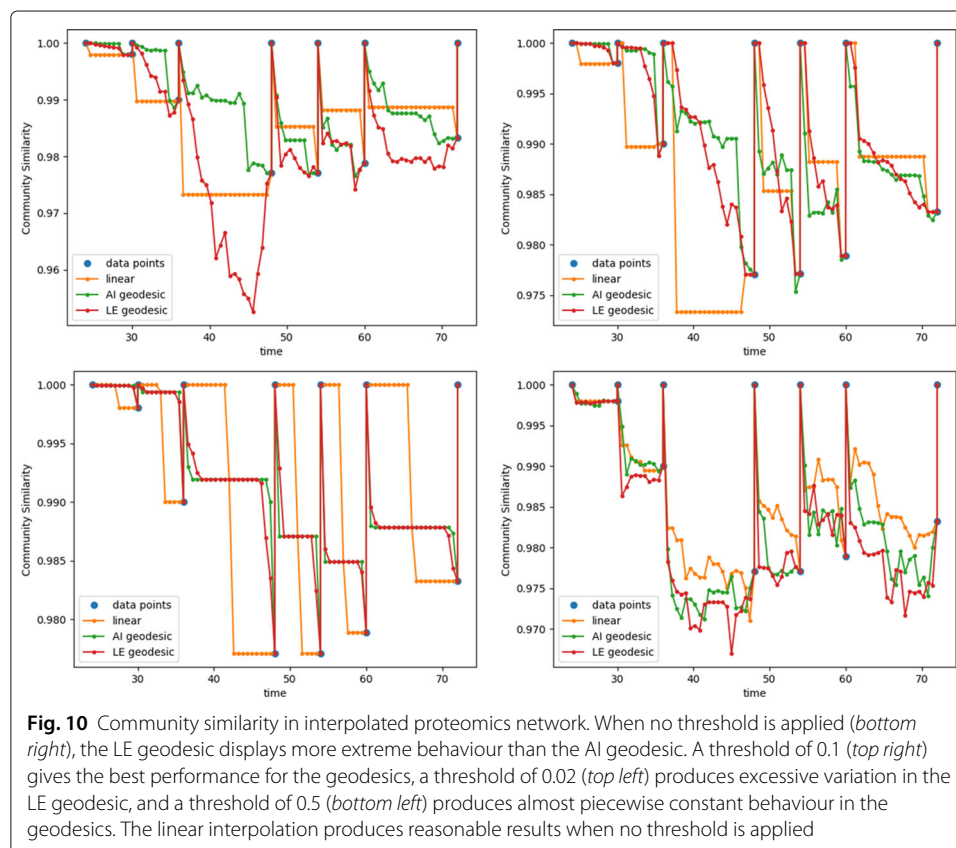 1.00
0.99
0.98
0.97
0.96
Community Similarity
data points
linear
AI geodesic
LE geodesic
30 40 50 60 70
time
1.000
0.995
0.990
0.985
0.980
0.975
Community Similarity
data points
linear
AI geodesic
LE geodesic
30 40 50 60 70
time
1.000
0.995
0.990
0.985
0.980
Community Similarity
data points
linear
AI geodesic
LE geodesic
30 40 50 60 70
time
1.000
0.995
0.990
0.985
0.980
0.975
0.970
Community Similarity
data points
linear
AI geodesic
LE geodesic
30 40 50 60 70
time
Fig. 10 Community similarity in interpolated proteomics network. When no threshold is applied (bottom
right), the LE geodesic displays more extreme behaviour than the AI geodesic. A threshold of 0.1 (top right)
gives the best performance for the geodesics, a threshold of 0.02 (top left) produces excessive variation in the
LE geodesic, and a threshold of 0.5 (bottom left) produces almost piecewise constant behaviour in the
geodesics. The linear interpolation produces reasonable results when no threshold is applied